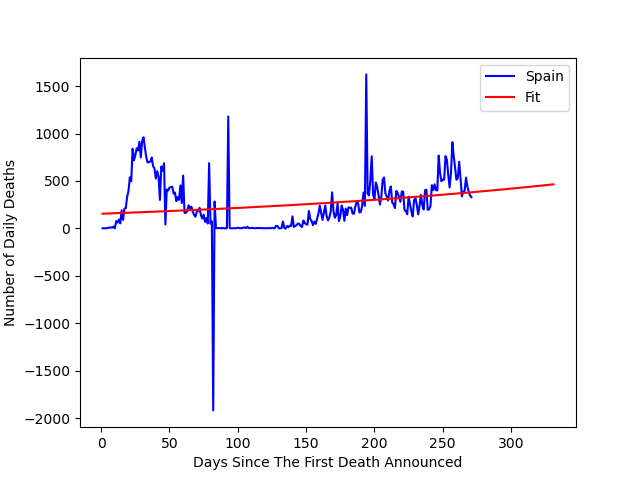 Spain
Fit
1500
1000
500
0
−500
−1000
−1500
−2000
Number of Daily Deaths
0 50 100 150 200 250 300
Days Since The First Death Announced